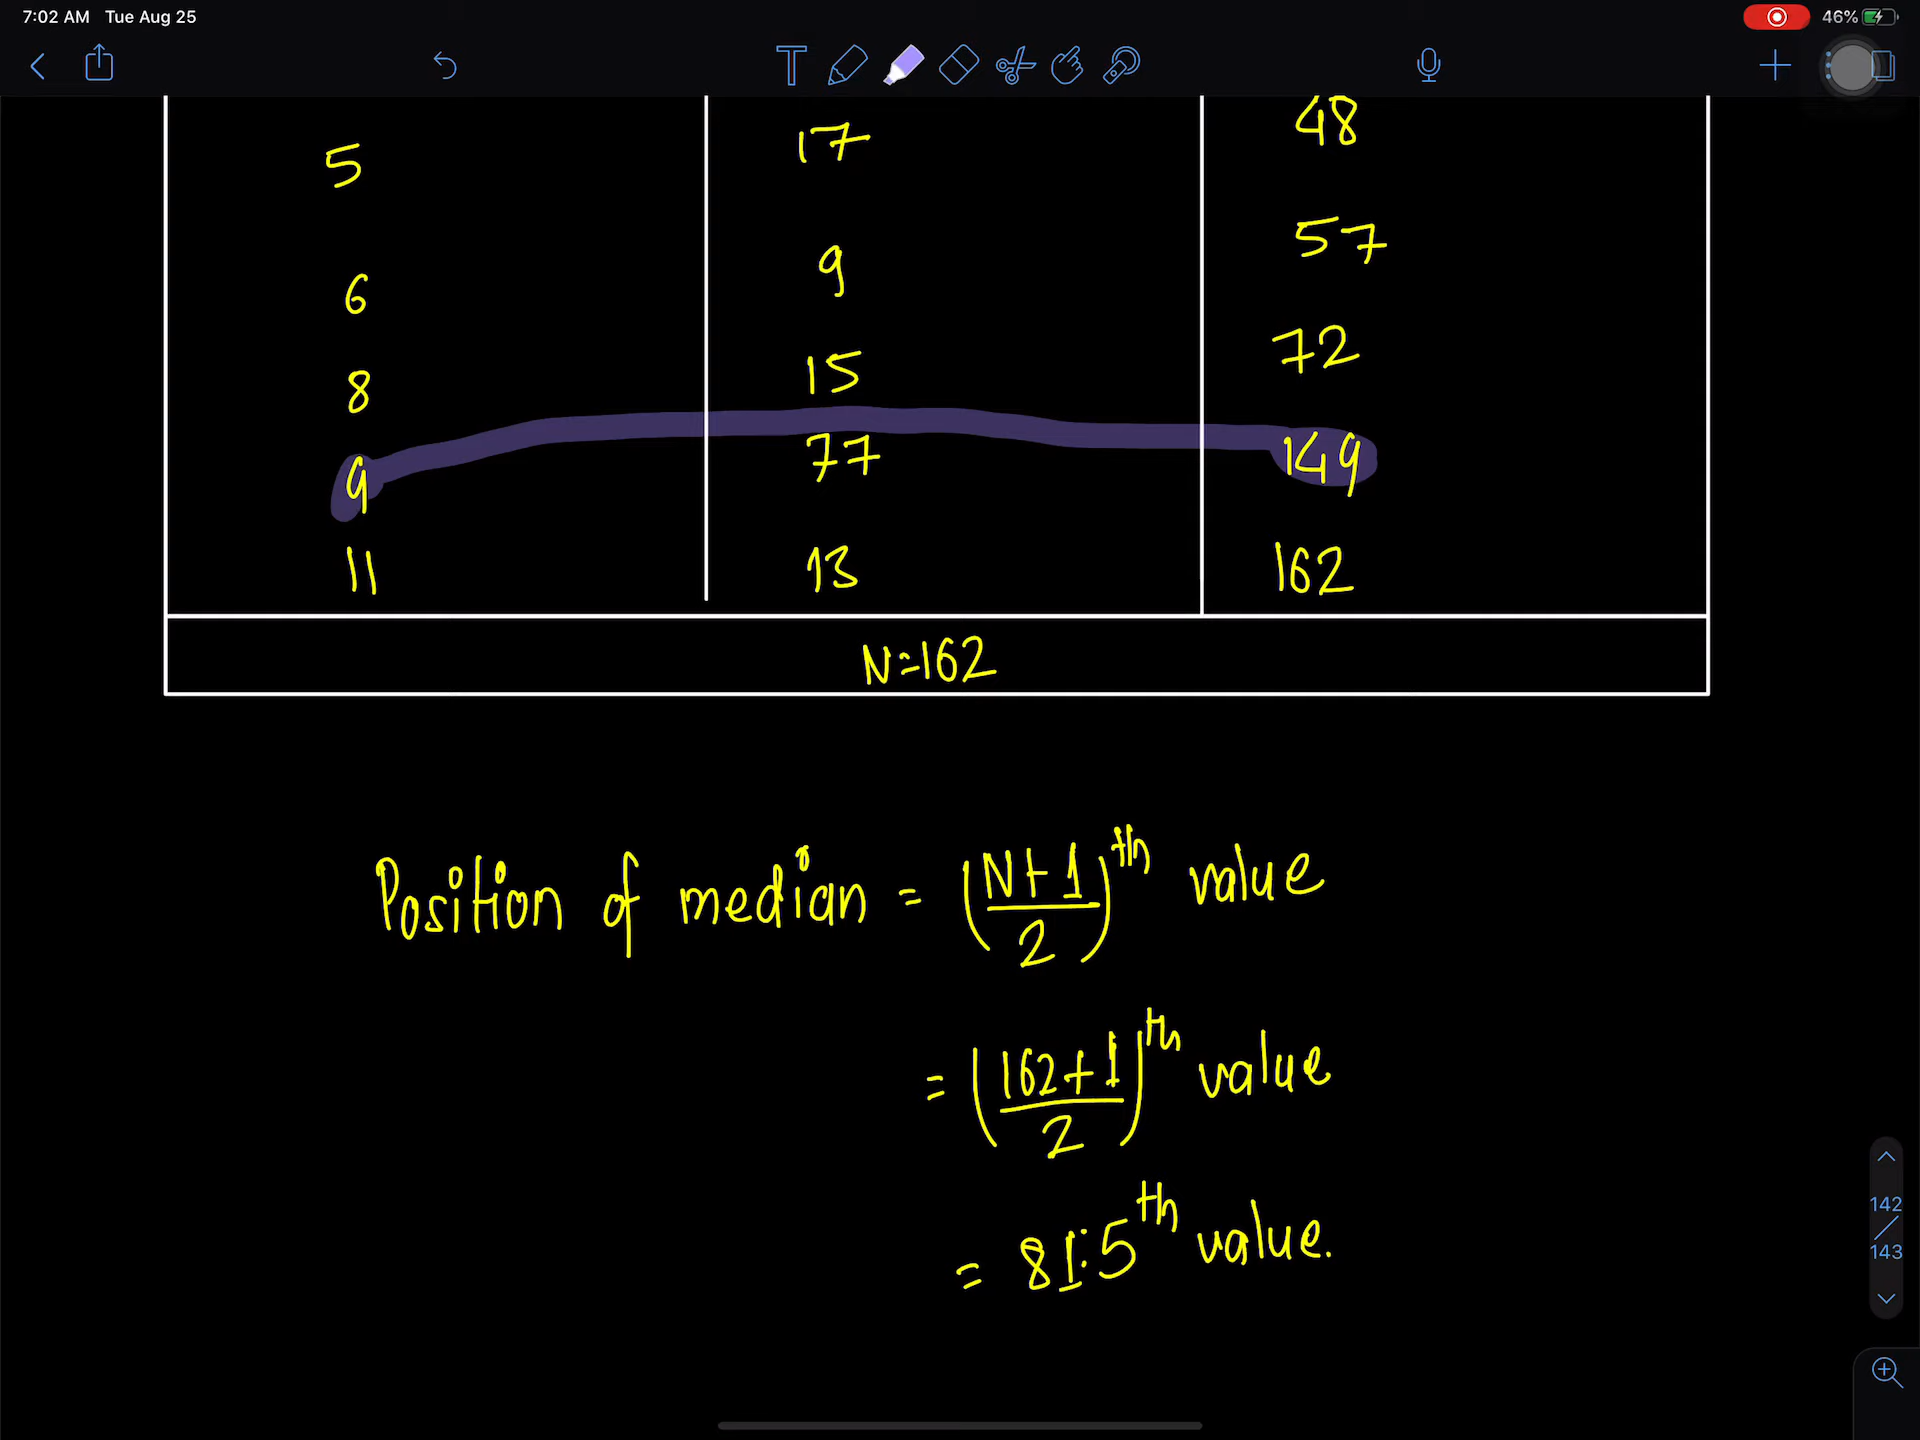 7:02 AM Tue Aug 25
46%
T
5 17 48
6 9 57
8 15 72
9 77 149
11 13 162
N=162
Position of median = (N+1/2)th value
= (162+1/2)th value
= 81.5th value.
142
143